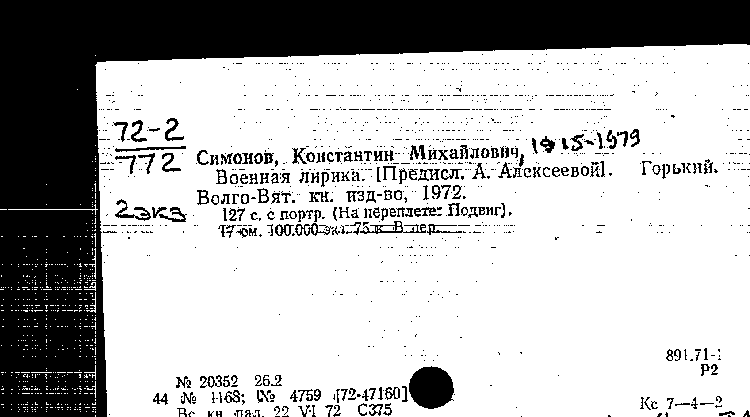 72-2
772
Симонов, Константин Михайлович, 1915-1979
Военная лирика. [Предисл. А. Алексеевой]. Горький.
Волго-Вят. кн. изд-во, 1972.
2экз
127 с. с портр. (На переплете: Подвиг).
17 см. 100.000 экз. 75 к. В пер.
891.71-1
Р2
№ 20352 26.2
44 № 1168; № 4759 [72-47160]
Вс. кн. пал. 22 VI 72 С375
Кс 7—4—2